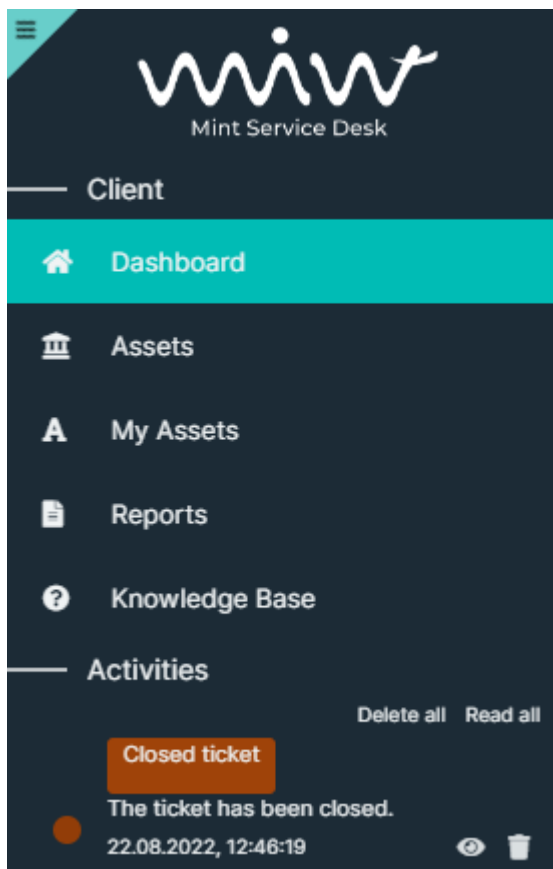 mint
Mint Service Desk
Client
Dashboard
Assets
My Assets
Reports
Knowledge Base
Activities
Delete all Read all
Closed ticket
The ticket has been closed.
22.08.2022, 12:46:19